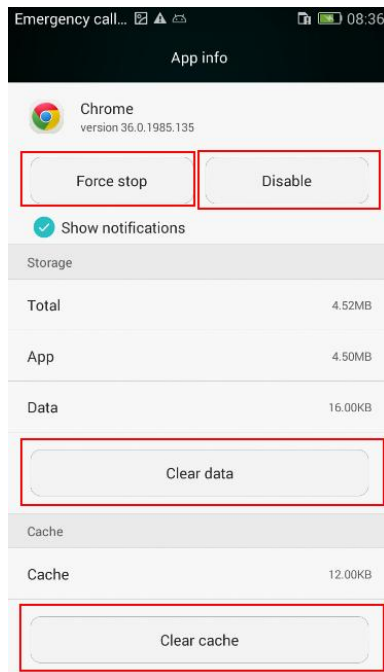 Emergency call... 08:36
App info
Chrome
version 36.0.1985.135
Force stop Disable
Show notifications
Storage
Total 4.52MB
App 4.50MB
Data 16.00KB
Clear data
Cache
Cache 12.00KB
Clear cache